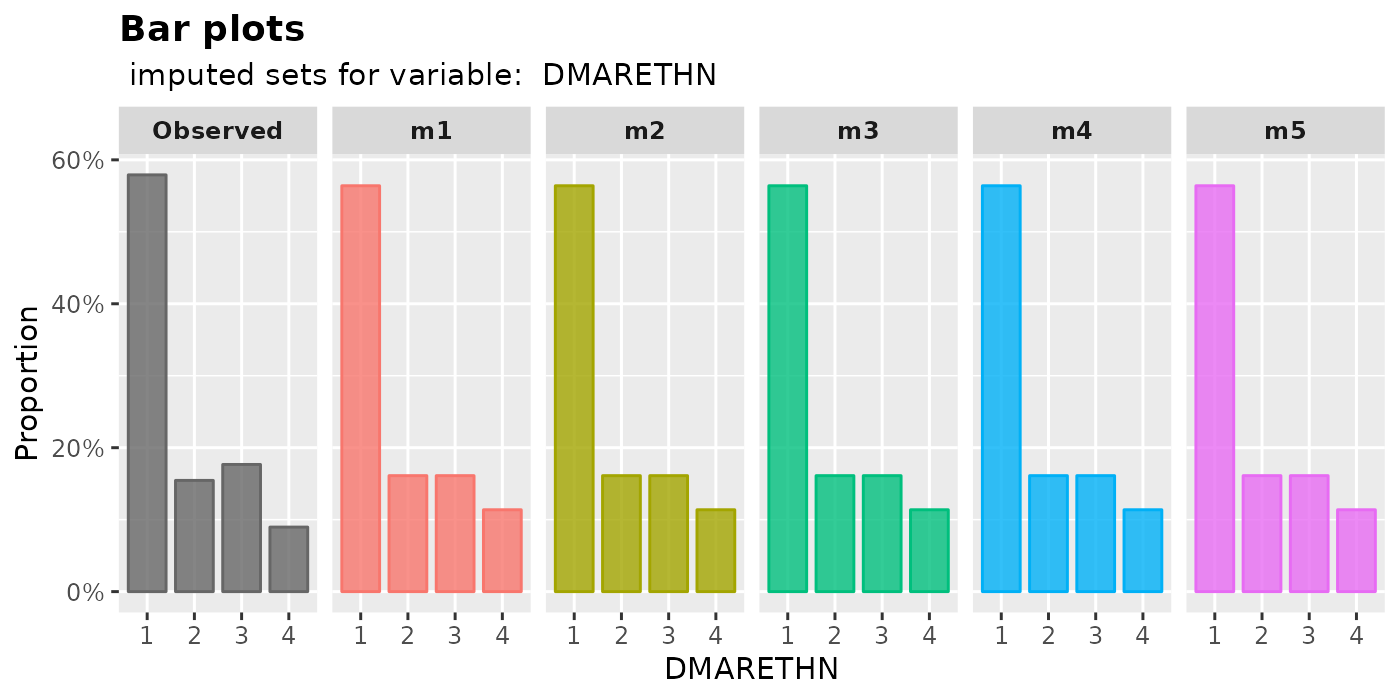 Bar plots
imputed sets for variable:  DMARETHN
Observed m1 m2 m3 m4 m5
60%
40%
20%
0%
Proportion
1 2 3 4 1 2 3 4 1 2 3 4 1 2 3 4 1 2 3 4 1 2 3 4
DMARETHN